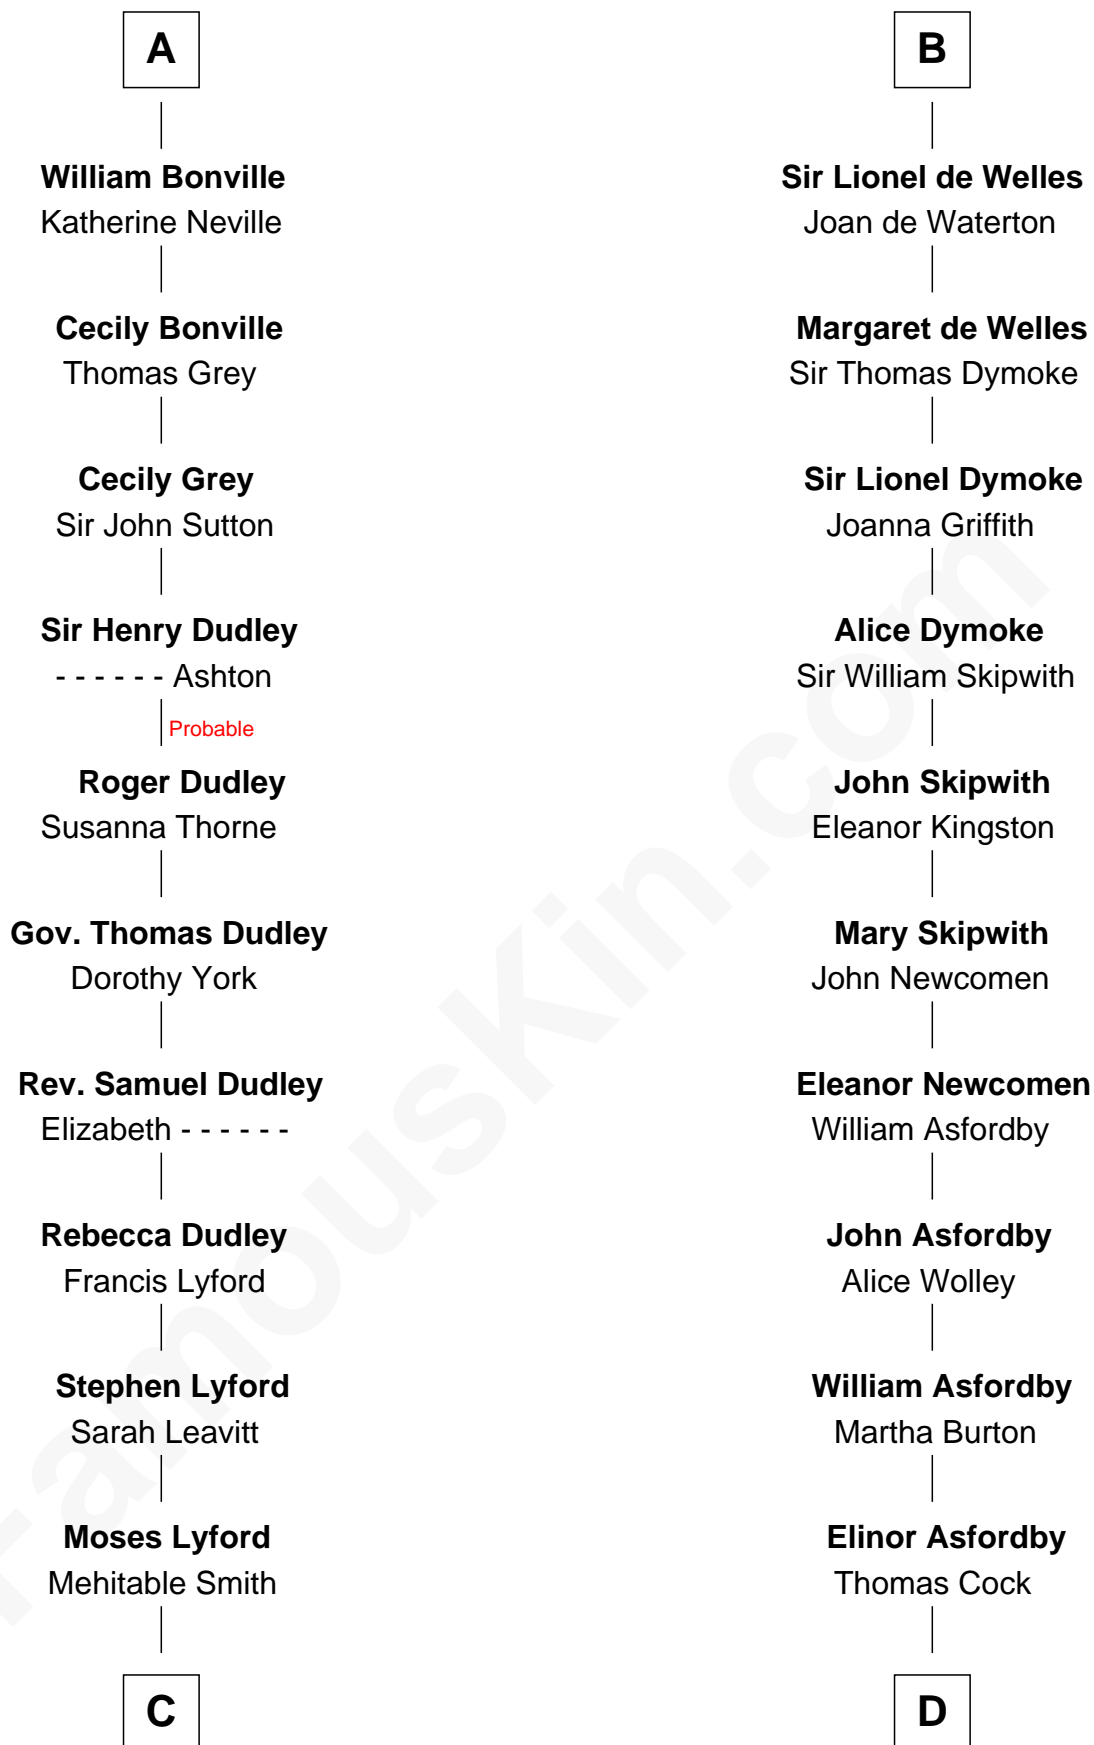 A
William Bonville
Katherine Neville
Cecily Bonville
Thomas Grey
Cecily Grey
Sir John Sutton
Sir Henry Dudley
- - - - - - Ashton
Probable
Roger Dudley
Susanna Thorne
Gov. Thomas Dudley
Dorothy York
Rev. Samuel Dudley
Elizabeth - - - - - -
Rebecca Dudley
Francis Lyford
Stephen Lyford
Sarah Leavitt
Moses Lyford
Mehitable Smith
C
B
Sir Lionel de Welles
Joan de Waterton
Margaret de Welles
Sir Thomas Dymoke
Sir Lionel Dymoke
Joanna Griffith
Alice Dymoke
Sir William Skipwith
John Skipwith
Eleanor Kingston
Mary Skipwith
John Newcomen
Eleanor Newcomen
William Asfordby
John Asfordby
Alice Wolley
William Asfordby
Martha Burton
Elinor Asfordby
Thomas Cock
D
FamousKin.com